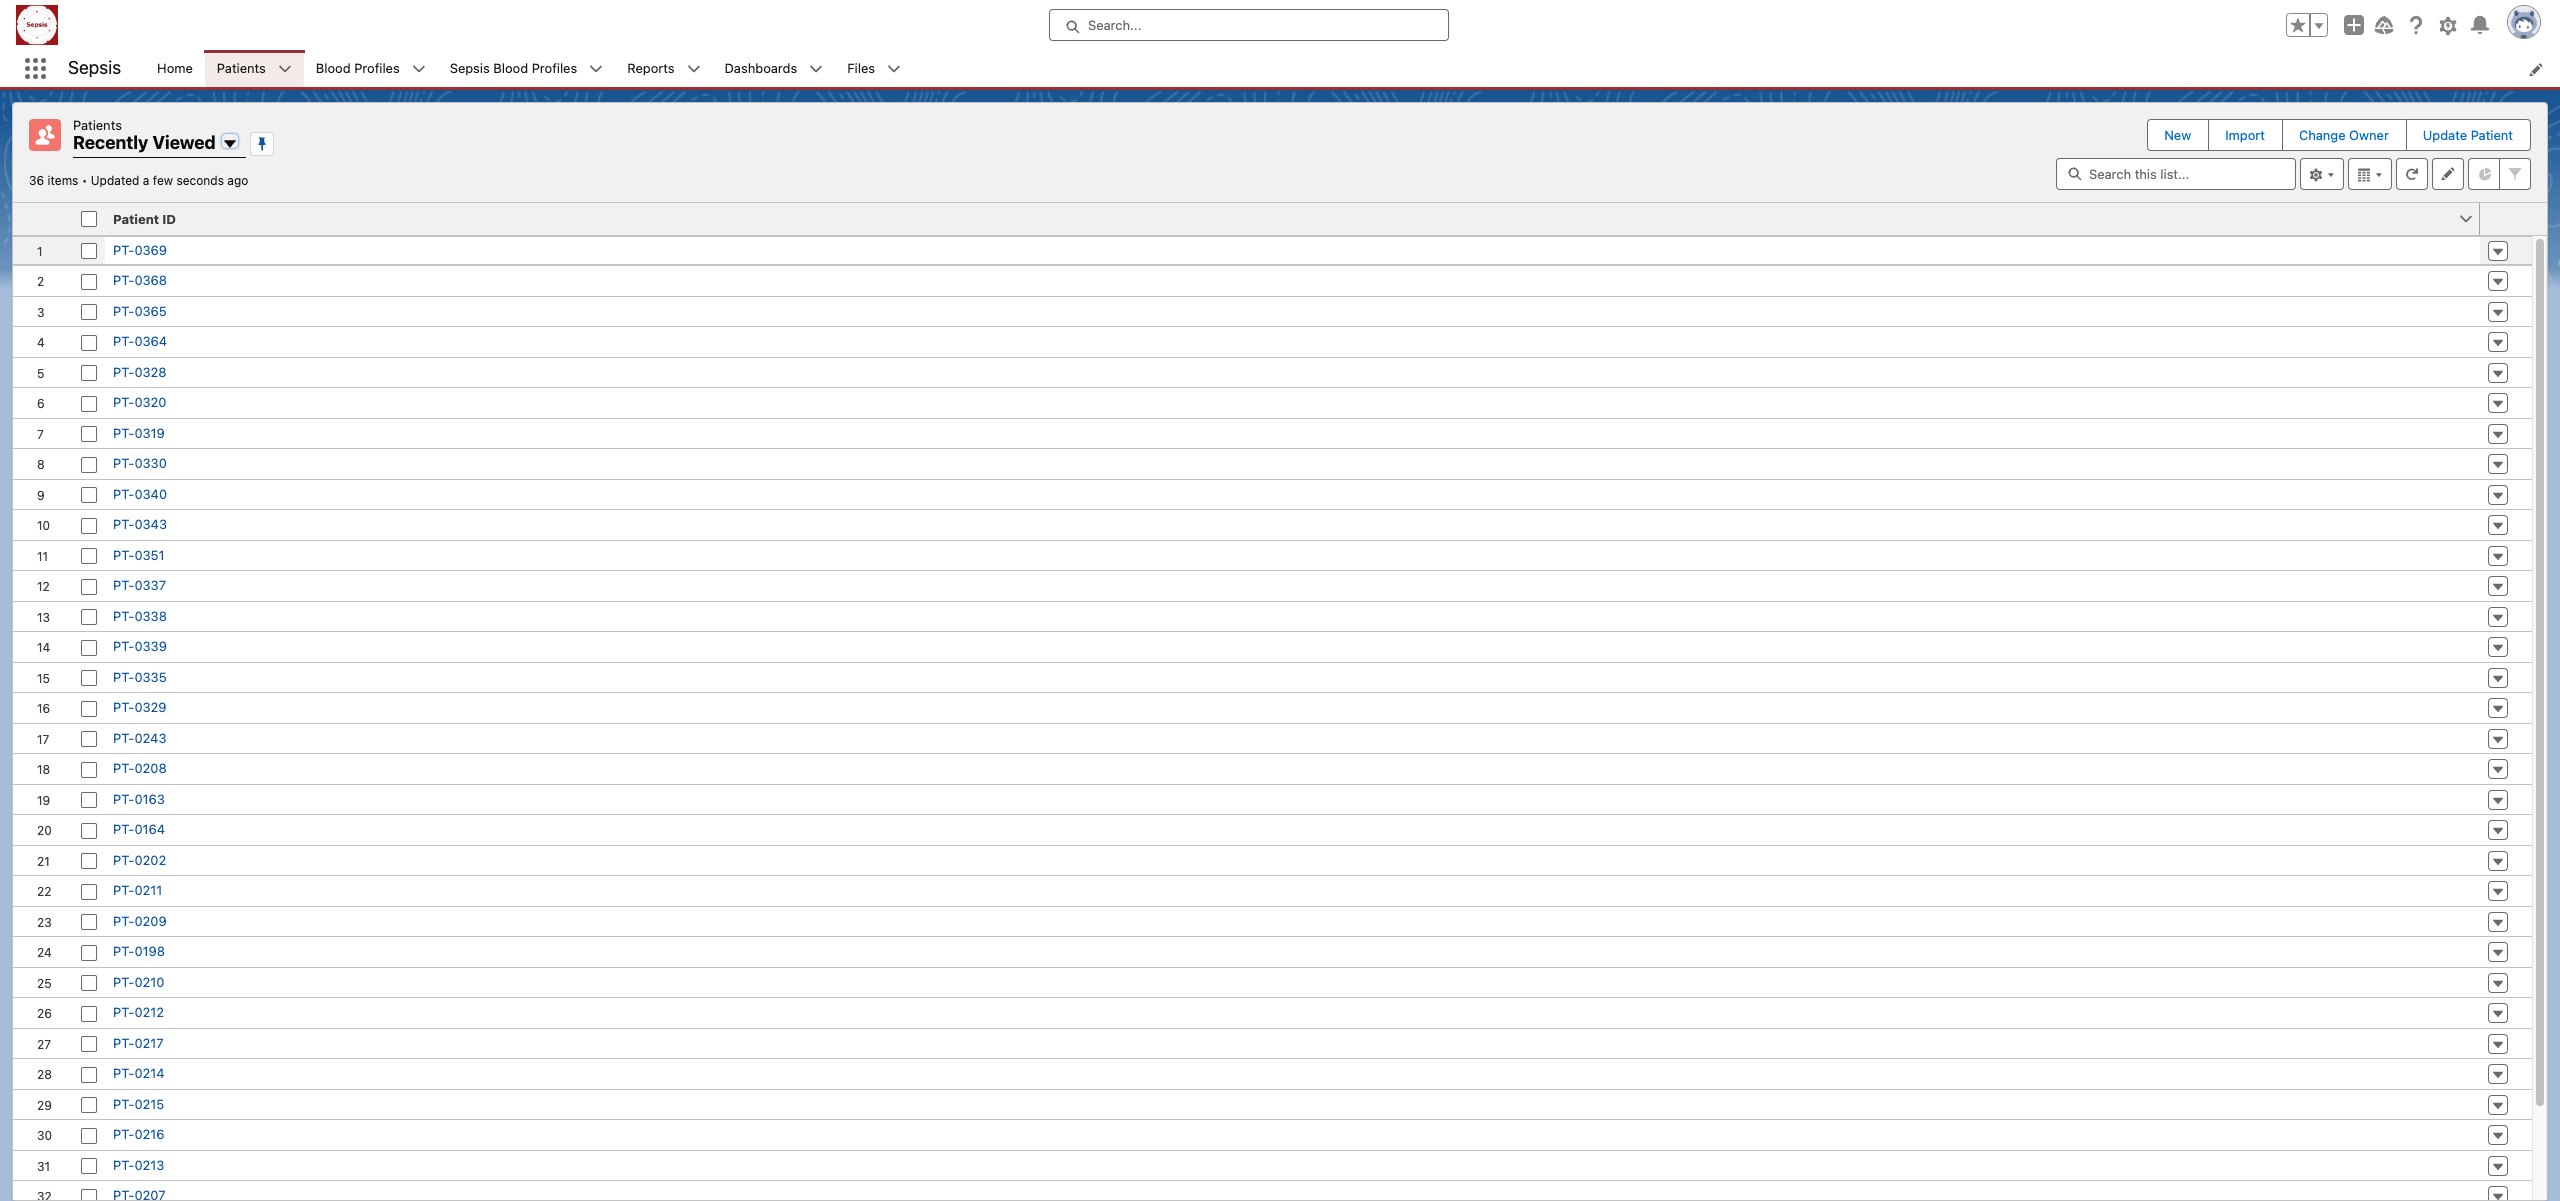 Sepsis
Search...
Sepsis
Home
Patients
Blood Profiles
Sepsis Blood Profiles
Reports
Dashboards
Files
Patients
Recently Viewed
New
Import
Change Owner
Update Patient
36 items • Updated a few seconds ago
Search this list...
Patient ID
1 PT-0369
2 PT-0368
3 PT-0365
4 PT-0364
5 PT-0328
6 PT-0320
7 PT-0319
8 PT-0330
9 PT-0340
10 PT-0343
11 PT-0351
12 PT-0337
13 PT-0338
14 PT-0339
15 PT-0335
16 PT-0329
17 PT-0243
18 PT-0208
19 PT-0163
20 PT-0164
21 PT-0202
22 PT-0211
23 PT-0209
24 PT-0198
25 PT-0210
26 PT-0212
27 PT-0217
28 PT-0214
29 PT-0215
30 PT-0216
31 PT-0213
32 PT-0207